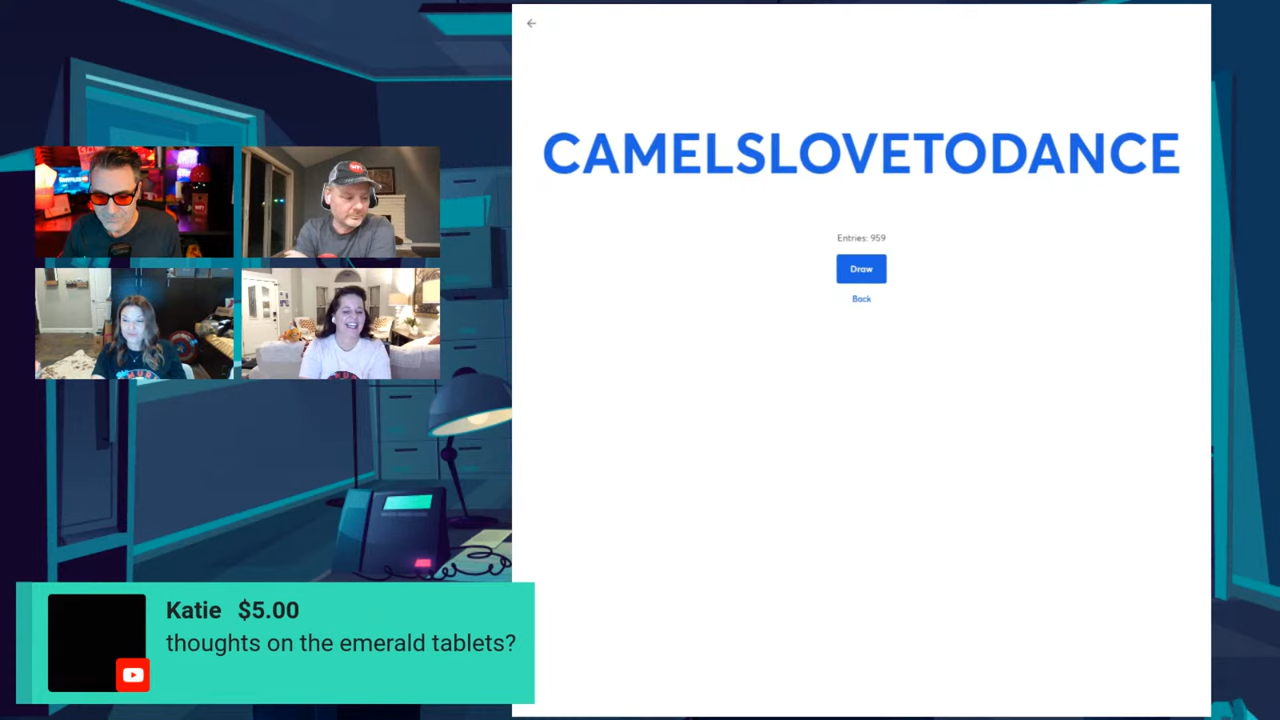 ←
CAMELSLOVETODANCE
Entries: 959
Draw
Back
Katie $5.00
thoughts on the emerald tablets?